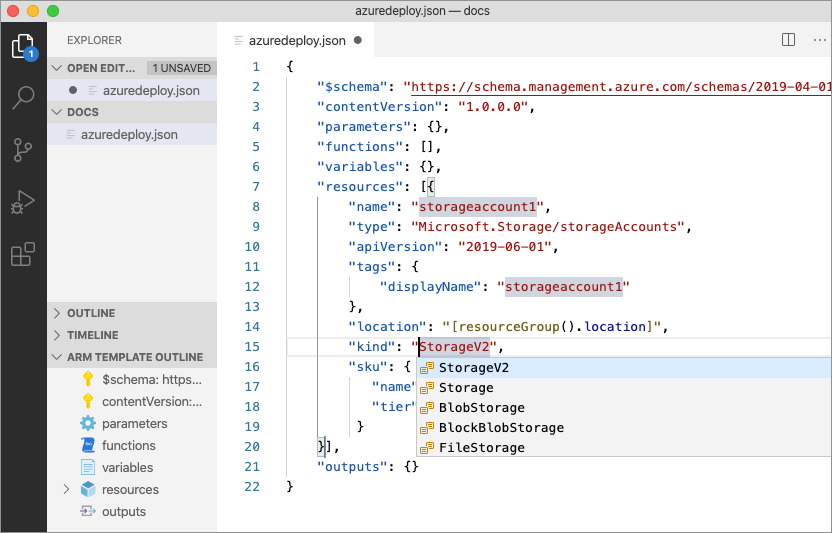 azuredeploy.json — docs
EXPLORER
OPEN EDIT... 1 UNSAVED
azuredeploy.json
DOCS
azuredeploy.json
OUTLINE
TIMELINE
ARM TEMPLATE OUTLINE
$schema: https...
contentVersion:...
parameters
functions
variables
resources
outputs
1
azuredeploy.json
1 {
2 "$schema": "https://schema.management.azure.com/schemas/2019-04-01
3 "contentVersion": "1.0.0.0",
4 "parameters": {},
5 "functions": [],
6 "variables": {},
7 "resources": [{
8 "name": "storageaccount1",
9 "type": "Microsoft.Storage/storageAccounts",
10 "apiVersion": "2019-06-01",
11 "tags": {
12 "displayName": "storageaccount1"
13 },
14 "location": "[resourceGroup().location]",
15 "kind": "StorageV2",
16 "sku": {
17 "name"
18 "tier"
19 }
20 }],
21 "outputs": {}
22 }
StorageV2
Storage
BlobStorage
BlockBlobStorage
FileStorage